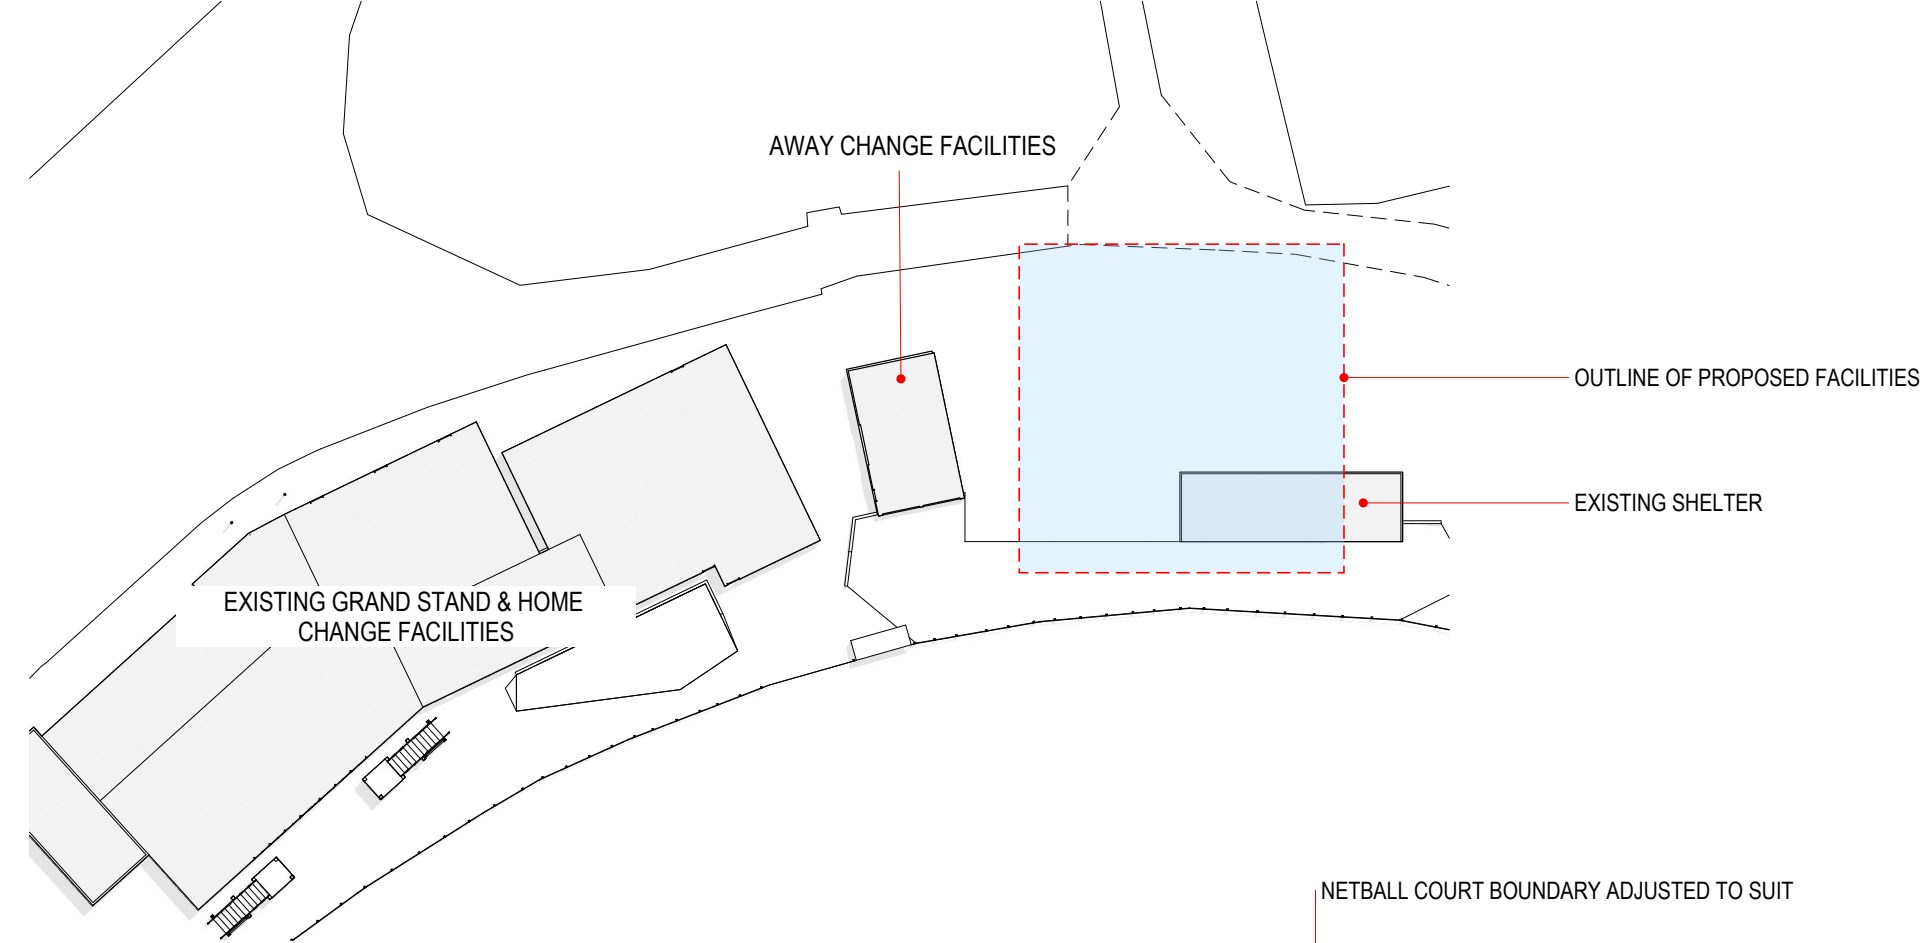 AWAY CHANGE FACILITIES
OUTLINE OF PROPOSED FACILITIES
EXISTING SHELTER
EXISTING GRAND STAND & HOME
CHANGE FACILITIES
NETBALL COURT BOUNDARY ADJUSTED TO SUIT